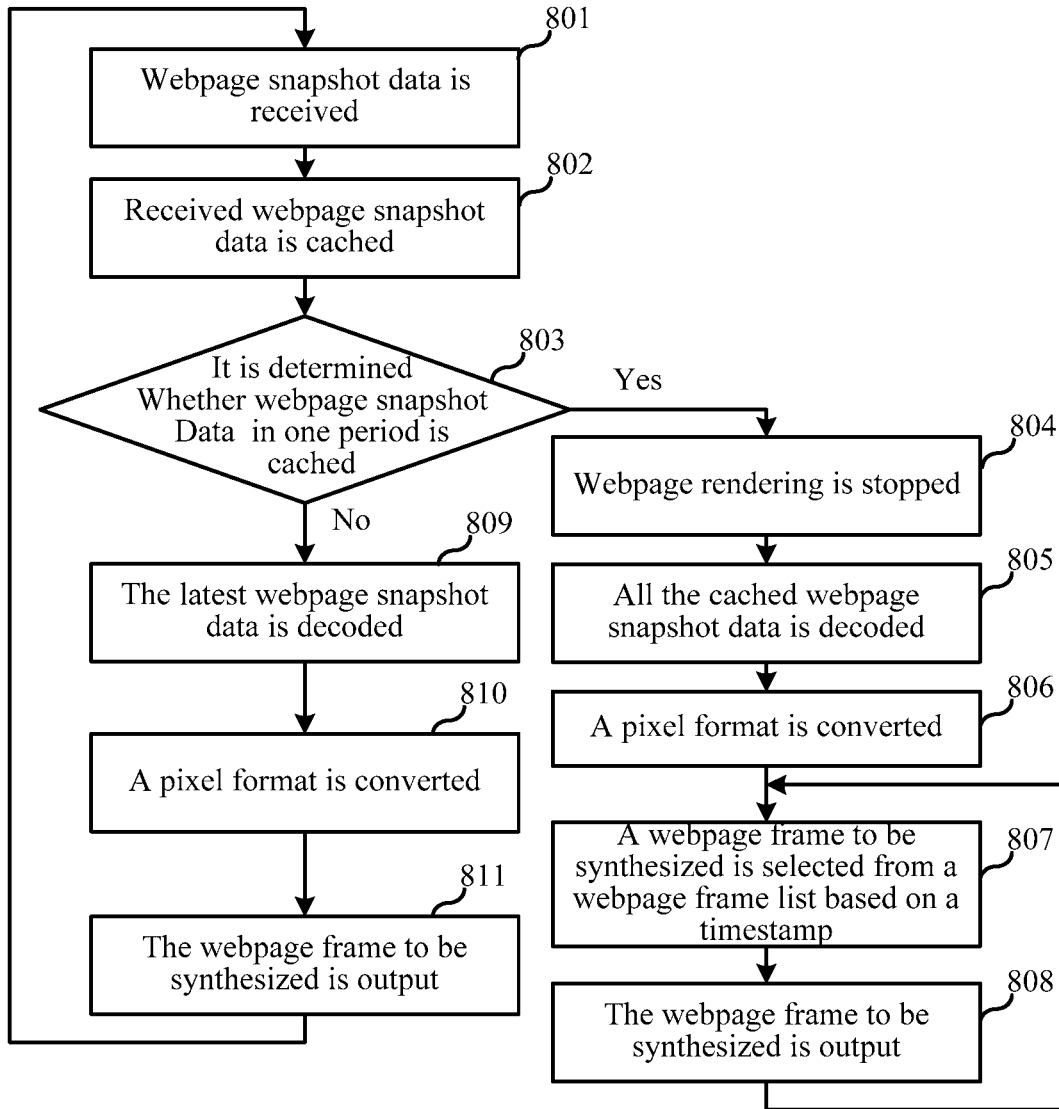 801
Webpage snapshot data is
received
802
Received webpage snapshot
data is cached
803
It is determined
Whether webpage snapshot
Data in one period is
cached
Yes
No
804
Webpage rendering is stopped
805
All the cached webpage
snapshot data is decoded
806
A pixel format is converted
807
A webpage frame to be
synthesized is selected from a
webpage frame list based on a
timestamp
808
The webpage frame to be
synthesized is output
809
The latest webpage snapshot
data is decoded
810
A pixel format is converted
811
The webpage frame to be
synthesized is output